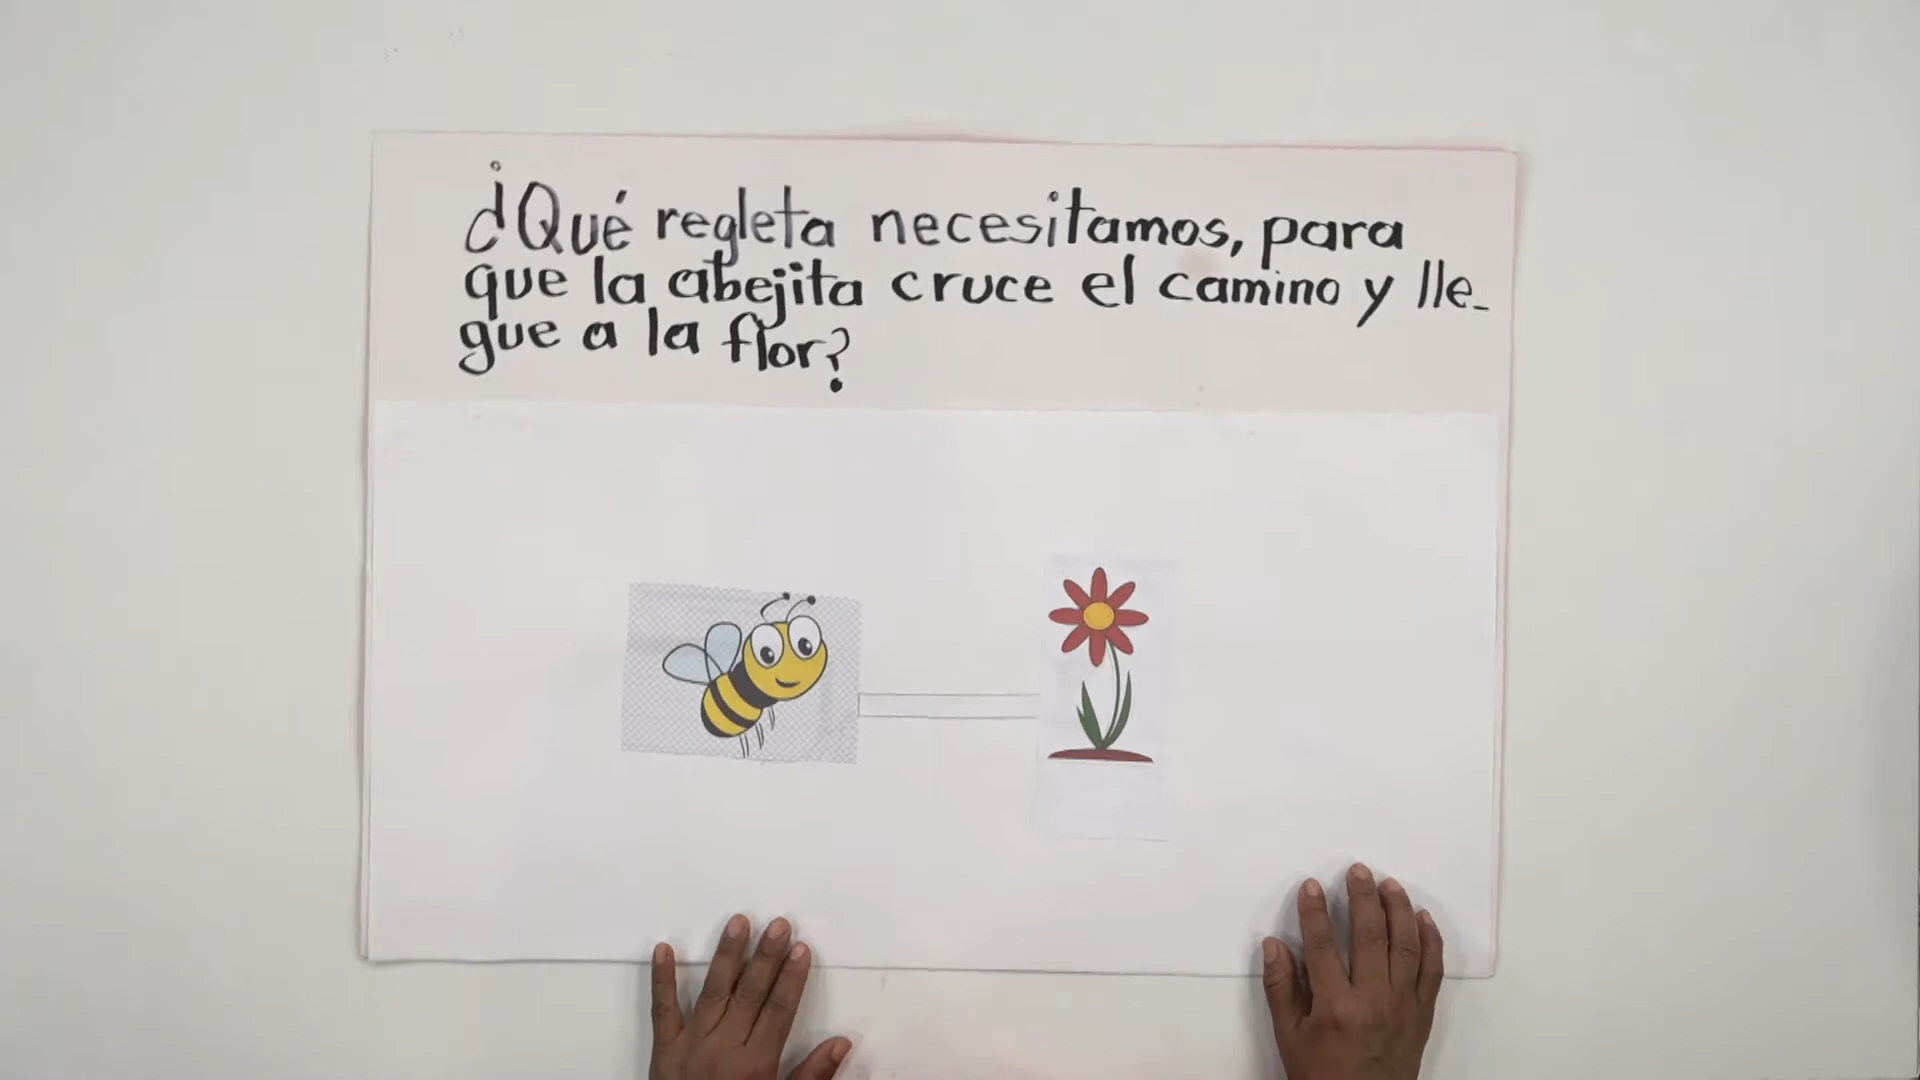 ¿Qué regleta necesitamos, para
que la abejita cruce el camino y lle-
gue a la flor?